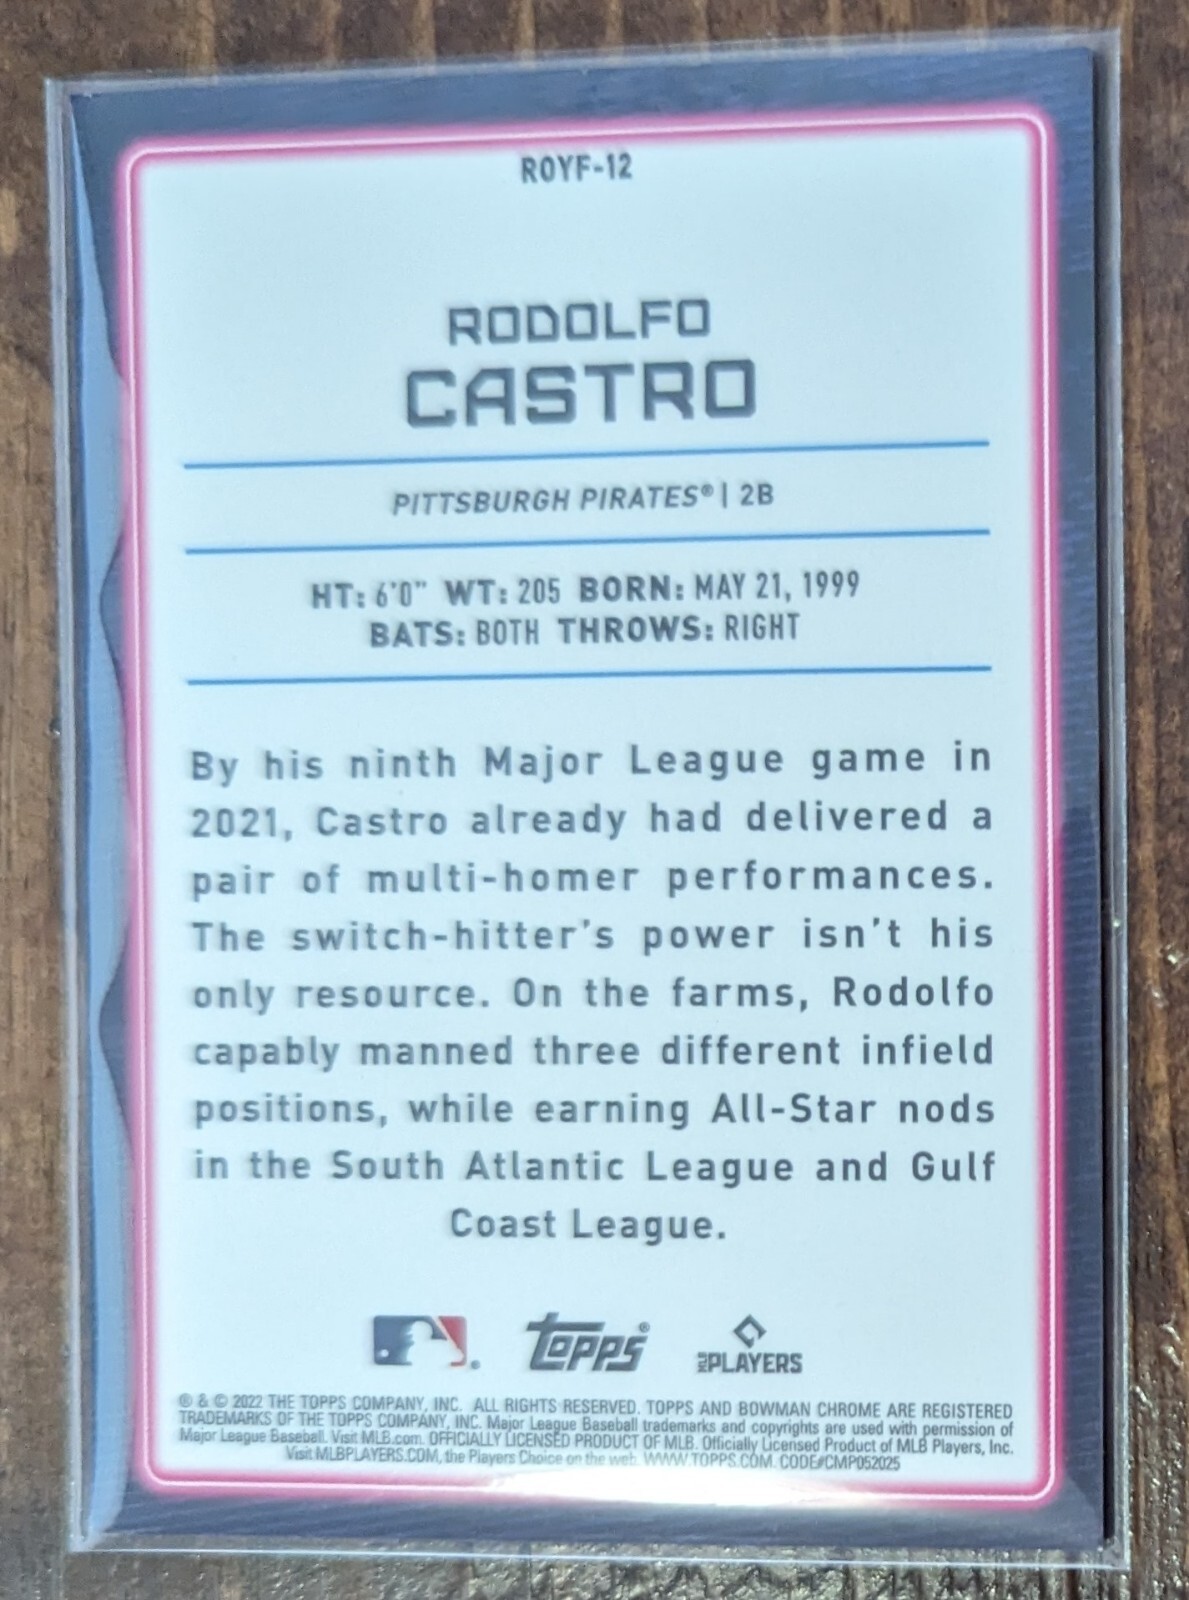 ROYF-12
RODOLFO
CASTRO
PITTSBURGH PIRATES® | 2B
HT: 6'0" WT: 205 BORN: MAY 21, 1999
BATS: BOTH THROWS: RIGHT
By his ninth Major League game in
2021, Castro already had delivered a
pair of multi-homer performances.
The switch-hitter's power isn't his
only resource. On the farms, Rodolfo
capably manned three different infield
positions, while earning All-Star nods
in the South Atlantic League and Gulf
Coast League.
Topps® MLB PLAYERS
® & © 2022 THE TOPPS COMPANY, INC. ALL RIGHTS RESERVED. TOPPS AND BOWMAN CHROME ARE REGISTERED
TRADEMARKS OF THE TOPPS COMPANY, INC. Major League Baseball trademarks and copyrights are used with permission of
Major League Baseball. Visit MLB.com. OFFICIALLY LICENSED PRODUCT OF MLB. Officially Licensed Product of MLB Players, Inc.
Visit MLBPLAYERS.COM, the Players Choice on the web. WWW.TOPPS.COM. CODE#CMP052025